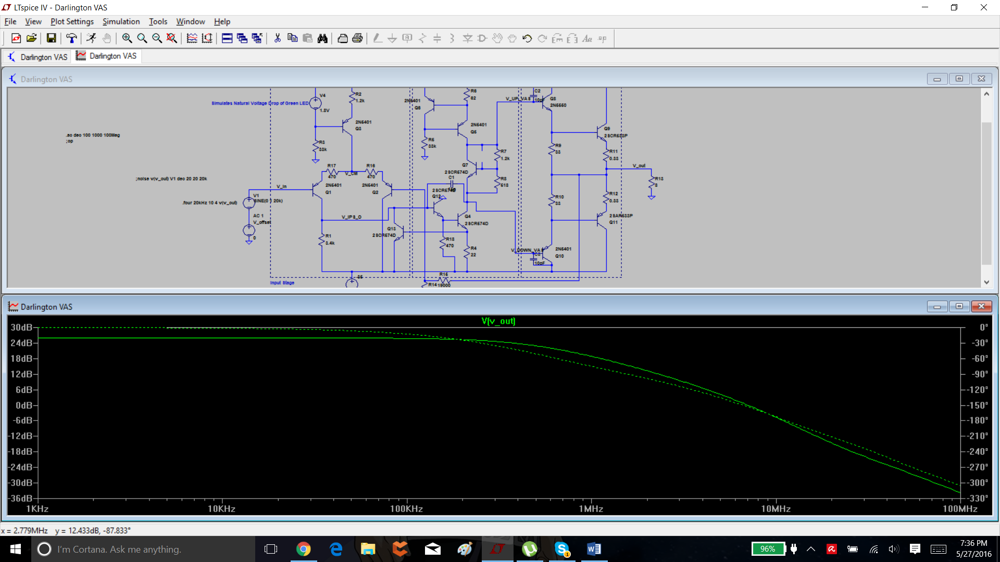 LTspice IV - Darlington VAS
File View Plot Settings Simulation Tools Window Help
Darlington VAS
Darlington VAS
Darlington VAS
Simulates Natural Voltage Drop of Green LED
V4
1.8V
R2
1.2k
2N5401
Q3
R3
33k
.ac dec 100 1000 100Meg
;op
;noise v(v_out) V1 dec 20 20 20k
.four 20kHz 10 4 v(v_out)
V_in
V1
SINE(0 1 20k)
AC 1
V_offset
0
R17
470
V_CM
R16
470
2N5401
Q1
2N5401
Q2
V_IPS_O
R1
Q13
2SCR574D
35
Input Stage
2N5401
Q6
R6
62
2N5401
Q5
R5
33k
R7
1.2k
Q7
2SCR574D
C1
R8
2SCR574D
Q12
Q4
2SCR574D
R18
470
R4
22
R15
R14
19000
V_UP_VAS
C2
10pF
Q8
2N5550
R9
33
R10
33
V_DOWN_VAS
C3
10pF
2N5401
Q10
Q9
2SCR533P
R11
0.33
V_out
R13
8
R12
0.33
2SAR533P
Q11
Darlington VAS
V(v_out)
30dB
24dB
18dB
12dB
6dB
0dB
-6dB
-12dB
-18dB
-24dB
-30dB
-36dB
0°
-30°
-60°
-90°
-120°
-150°
-180°
-210°
-240°
-270°
-300°
-330°
1KHz 10KHz 100KHz 1MHz 10MHz 100MHz
x = 2.779MHz y = 12.433dB, -87.833°
I'm Cortana. Ask me anything.
1
96%
7:36 PM
5/27/2016